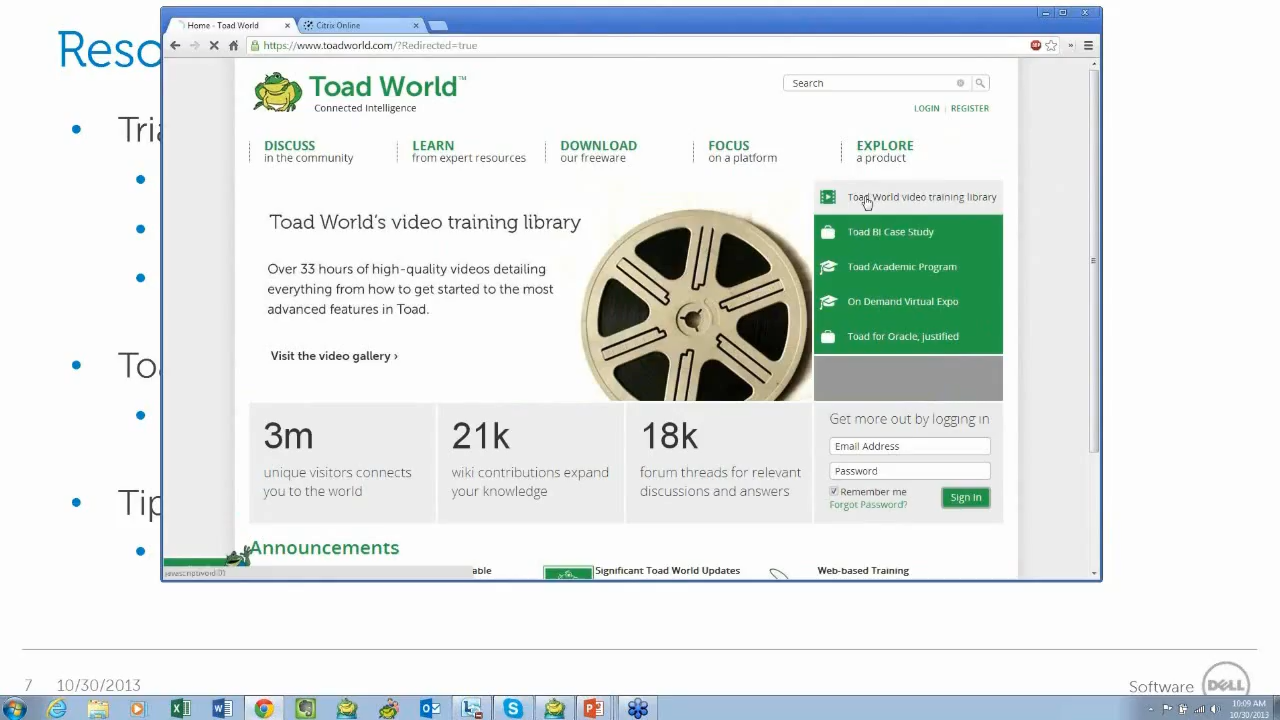 Home - Toad World
Citrix Online
https://www.toadworld.com/?Redirected=true
ABP
Reso
Toad World™
Connected Intelligence
Search
LOGIN | REGISTER
DISCUSS
in the community
LEARN
from expert resources
DOWNLOAD
our freeware
FOCUS
on a platform
EXPLORE
a product
• Tria
Toad World's video training library
Over 33 hours of high-quality videos detailing
everything from how to get started to the most
advanced features in Toad.
Visit the video gallery ›
Toad World video training library
Toad BI Case Study
Toad Academic Program
On Demand Virtual Expo
Toad for Oracle, justified
• Toa
3m
unique visitors connects
you to the world
21k
wiki contributions expand
your knowledge
18k
forum threads for relevant
discussions and answers
Get more out by logging in
Email Address
Password
Remember me
Forgot Password?
Sign In
• Tip
Announcements
able
Significant Toad World Updates
Web-based Training
javascript:void(0)
7 10/30/2013
Software DELL
10:09 AM
10/30/2013